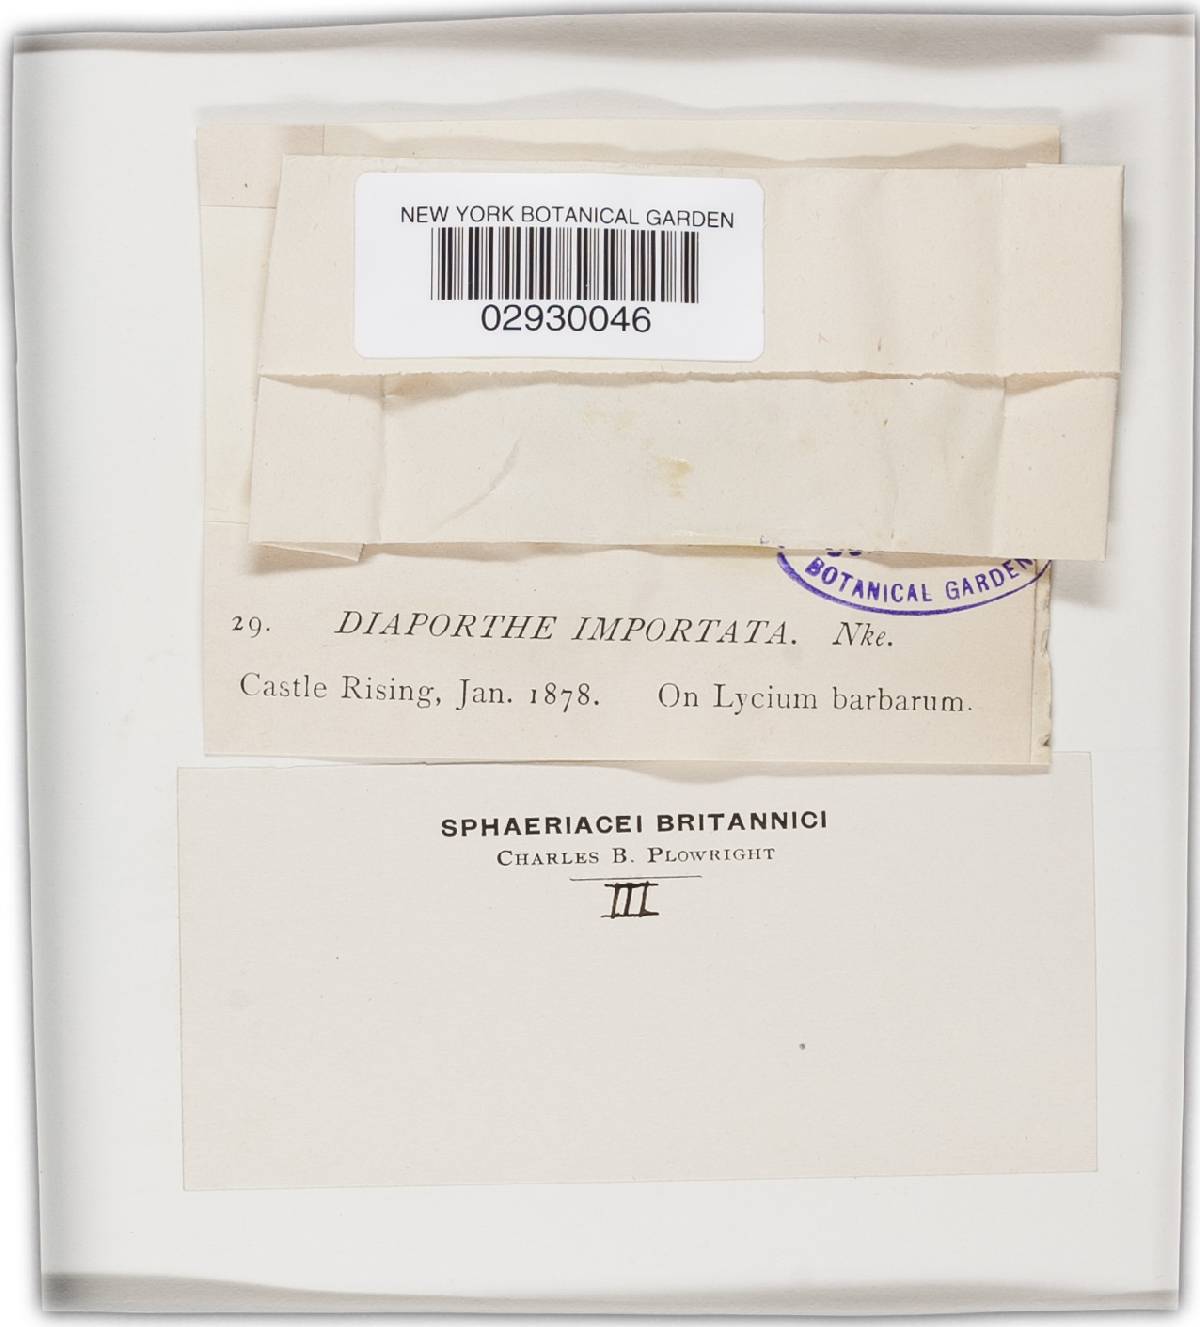 NEW YORK BOTANICAL GARDEN
02930046
BOTANICAL GARDEN
29. DIAPORTHE IMPORTATA. Nke.
Castle Rising, Jan. 1878. On Lycium barbarum.
SPHAERIACEI BRITANNICI
CHARLES B. PLOWRIGHT
III